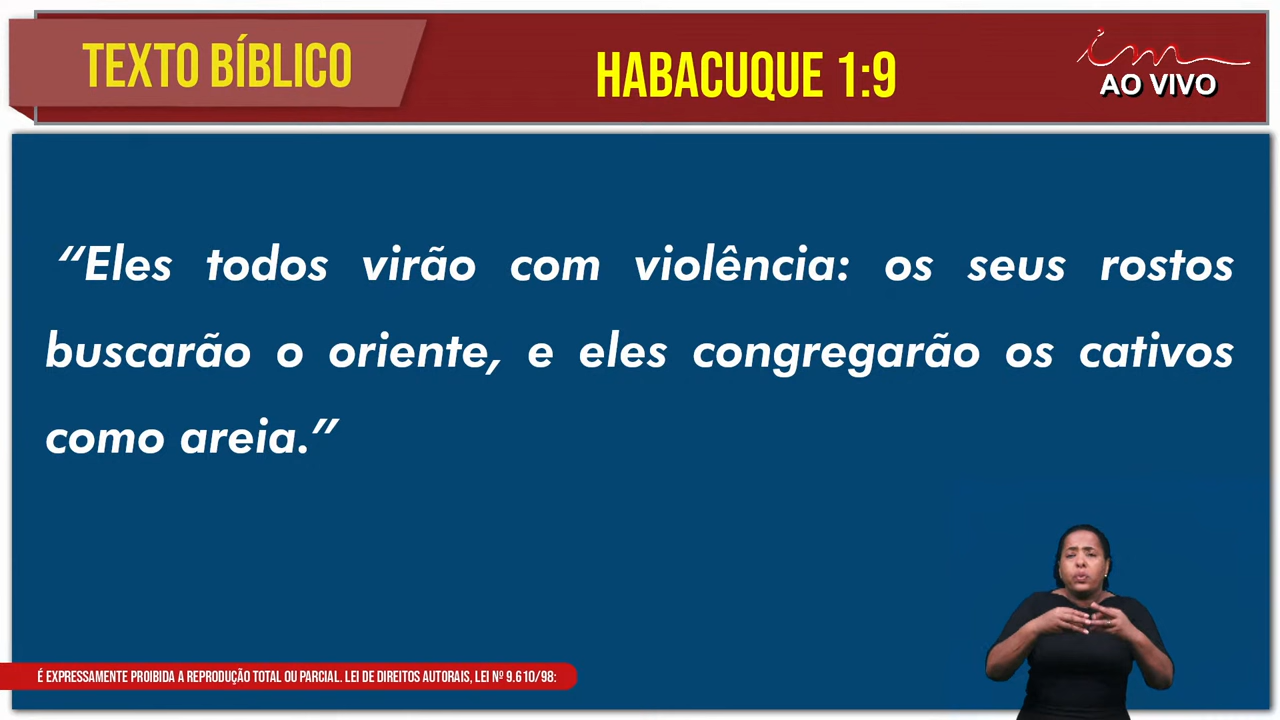 TEXTO BÍBLICO
HABACUQUE 1:9
im
AO VIVO
“Eles todos virão com violência: os seus rostos
buscarão o oriente, e eles congregarão os cativos
como areia.”
É EXPRESSAMENTE PROIBIDA A REPRODUÇÃO TOTAL OU PARCIAL. LEI DE DIREITOS AUTORAIS, LEI Nº 9.610/98: